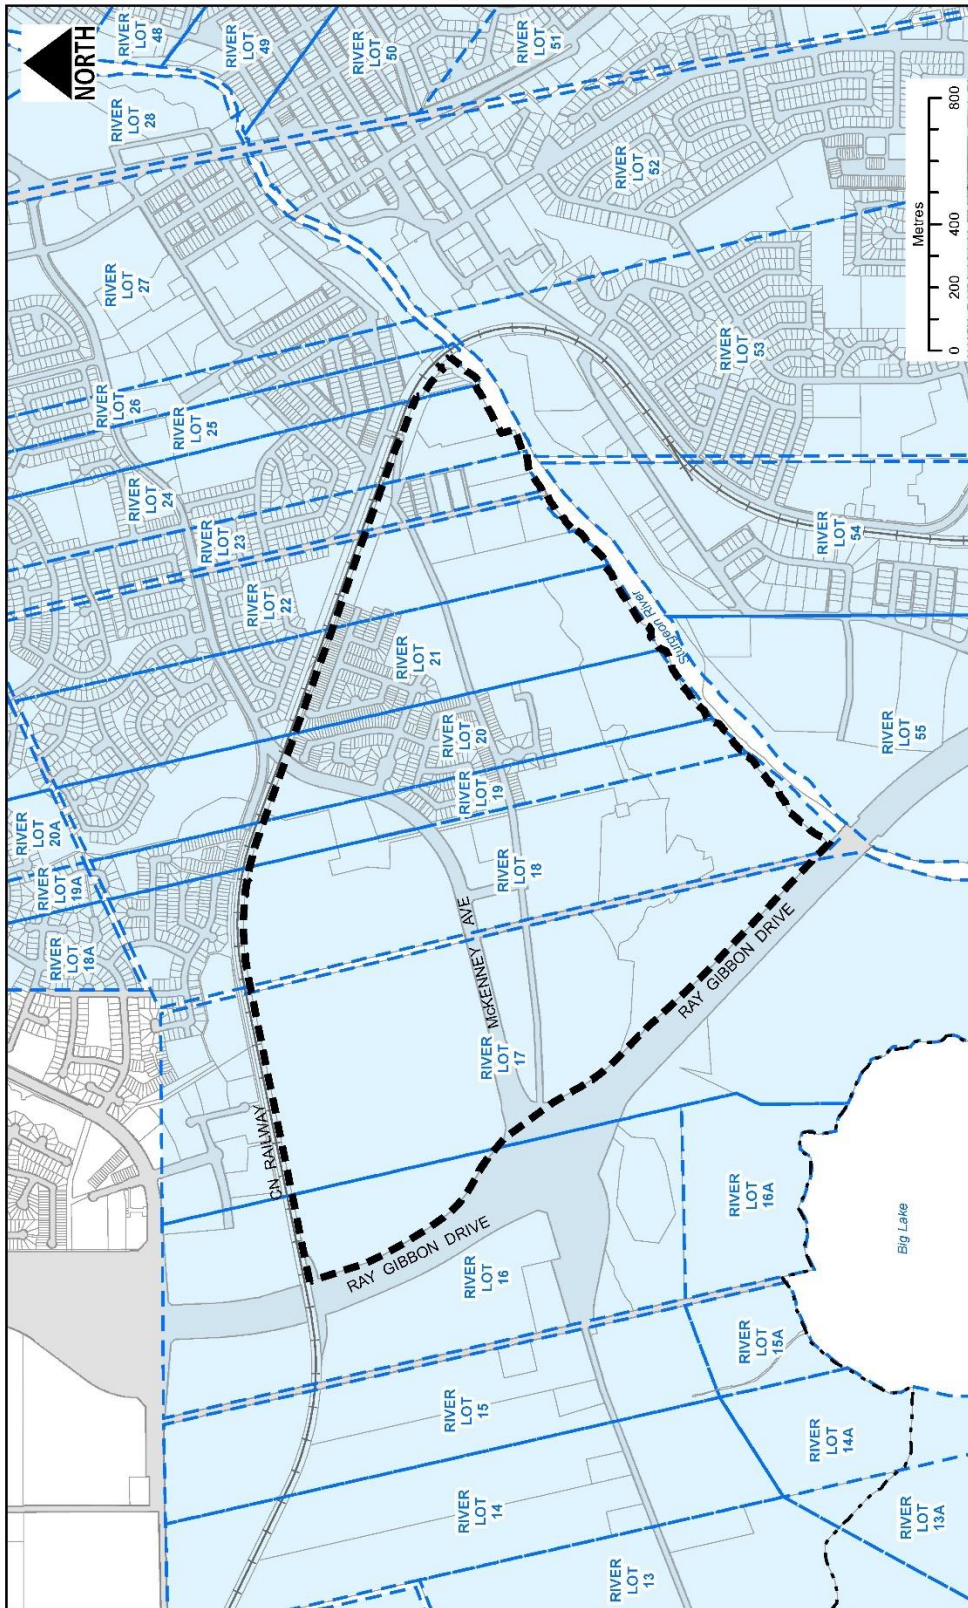 NORTH
RIVER
LOT
48
RIVER
LOT
49
RIVER
LOT
50
RIVER
LOT
51
RIVER
LOT
28
RIVER
LOT
52
RIVER
LOT
27
Metres
0 200 400 800
RIVER
LOT
26
RIVER
LOT
25
RIVER
LOT
53
RIVER
LOT
24
RIVER
LOT
23
RIVER
LOT
54
RIVER
LOT
22
RIVER
LOT
21
Sturgeon River
RIVER
LOT
20
RIVER
LOT
55
RIVER
LOT
20A
RIVER
LOT
19A
RIVER
LOT
19
RIVER
LOT
18A
RIVER
LOT
18
McKENNEY AVE
RAY GIBBON DRIVE
RIVER
LOT
17
CN RAILWAY
RAY GIBBON DRIVE
RIVER
LOT
16
RIVER
LOT
16A
Big Lake
RIVER
LOT
15
RIVER
LOT
15A
RIVER
LOT
14
RIVER
LOT
14A
RIVER
LOT
13
RIVER
LOT
13A